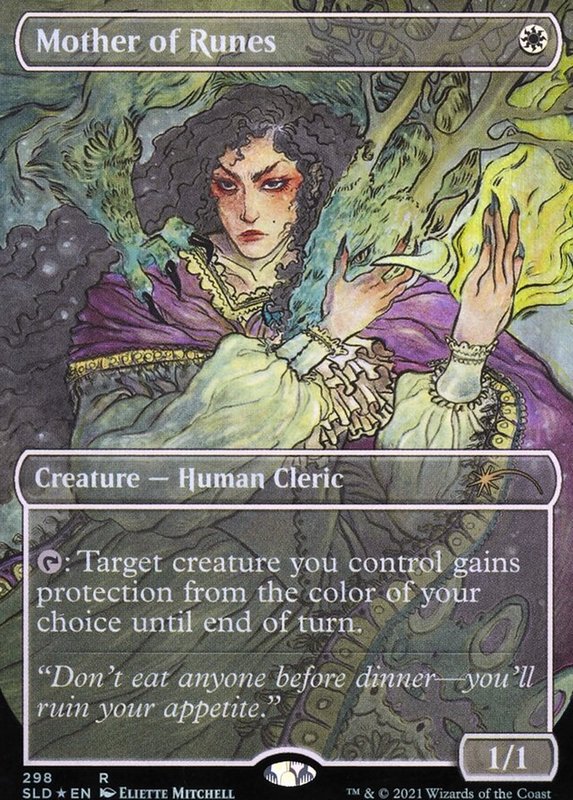 Mother of Runes
Creature — Human Cleric
: Target creature you control gains
protection from the color of your
choice until end of turn.
“Don’t eat anyone before dinner—you’ll
ruin your appetite.”
1/1
298 R
SLD ★ EN Eliette Mitchell
™ & © 2021 Wizards of the Coast